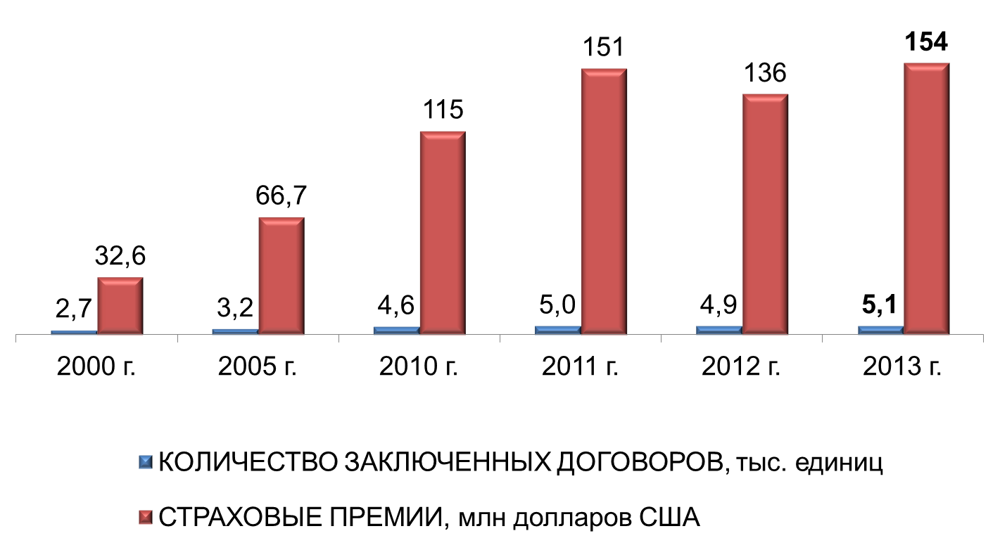 154
151
136
115
66,7
32,6
2,7
3,2
4,6
5,0
4,9
5,1
2000 г.
2005 г.
2010 г.
2011 г.
2012 г.
2013 г.
КОЛИЧЕСТВО ЗАКЛЮЧЕННЫХ ДОГОВОРОВ, тыс. единиц
СТРАХОВЫЕ ПРЕМИИ, млн долларов США